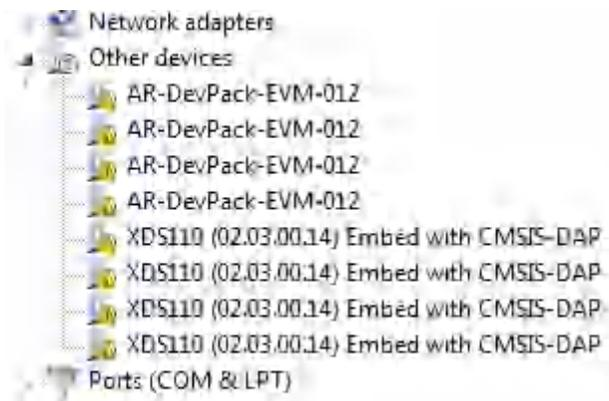 Network adapters
Other devices
AR-DevPack-EVM-012
AR-DevPack-EVM-012
AR-DevPack-EVM-012
AR-DevPack-EVM-012
XDS110 (02.03.00.14) Embed with CMSIS-DAP
XDS110 (02.03.00.14) Embed with CMSIS-DAP
XDS110 (02.03.00.14) Embed with CMSIS-DAP
XDS110 (02.03.00.14) Embed with CMSIS-DAP
Ports (COM & LPT)